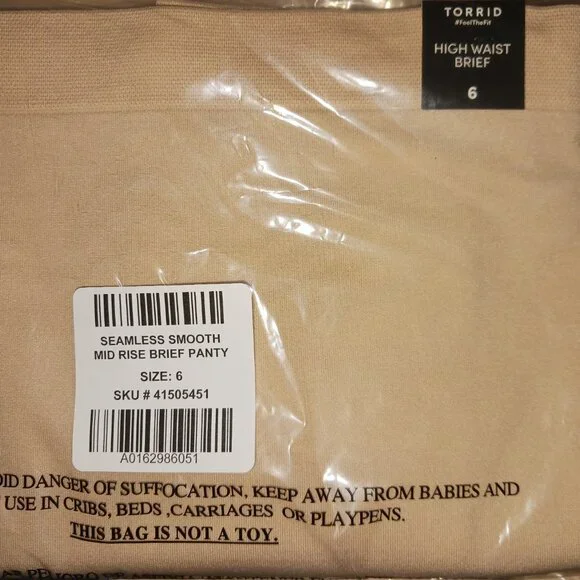 TORRID
#FeelTheFit
HIGH WAIST
BRIEF
6
SEAMLESS SMOOTH
MID RISE BRIEF PANTY
SIZE: 6
SKU # 41505451
A0162986051
DANGER OF SUFFOCATION, KEEP AWAY FROM BABIES AND
USE IN CRIBS, BEDS ,CARRIAGES OR PLAYPENS.
THIS BAG IS NOT A TOY.